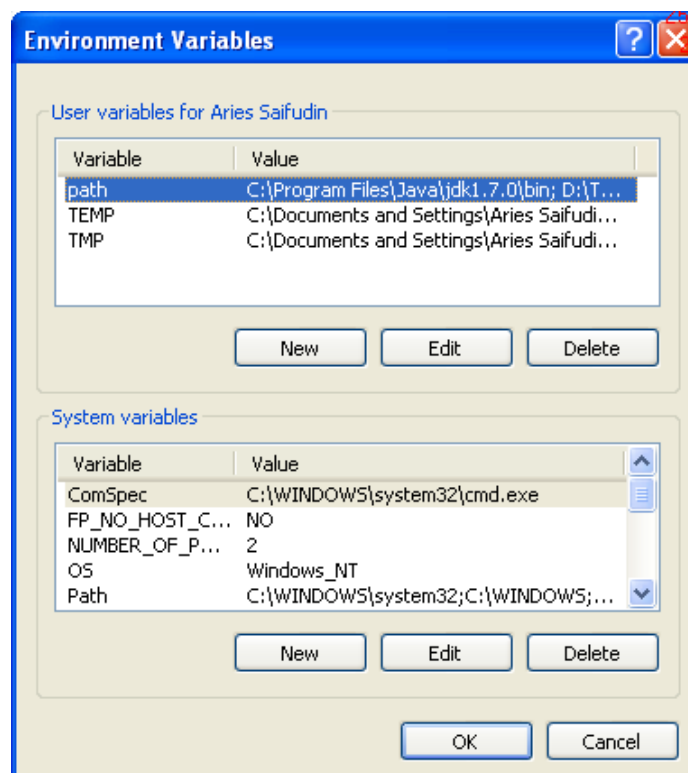 Environment Variables
User variables for Aries Saifudin
Variable Value
path C:\Program Files\Java\jdk1.7.0\bin; D:\T...
TEMP C:\Documents and Settings\Aries Saifudi...
TMP C:\Documents and Settings\Aries Saifudi...
New Edit Delete
System variables
Variable Value
ComSpec C:\WINDOWS\system32\cmd.exe
FP_NO_HOST_C... NO
NUMBER_OF_P... 2
OS Windows_NT
Path C:\WINDOWS\system32;C:\WINDOWS;...
New Edit Delete
OK Cancel